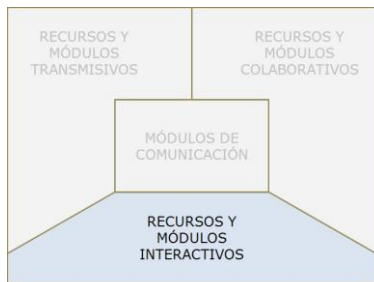 RECURSOS Y
MÓDULOS
TRANSMISIVOS
RECURSOS Y
MÓDULOS
COLABORATIVOS
MÓDULOS DE
COMUNICACIÓN
RECURSOS Y
MÓDULOS
INTERACTIVOS